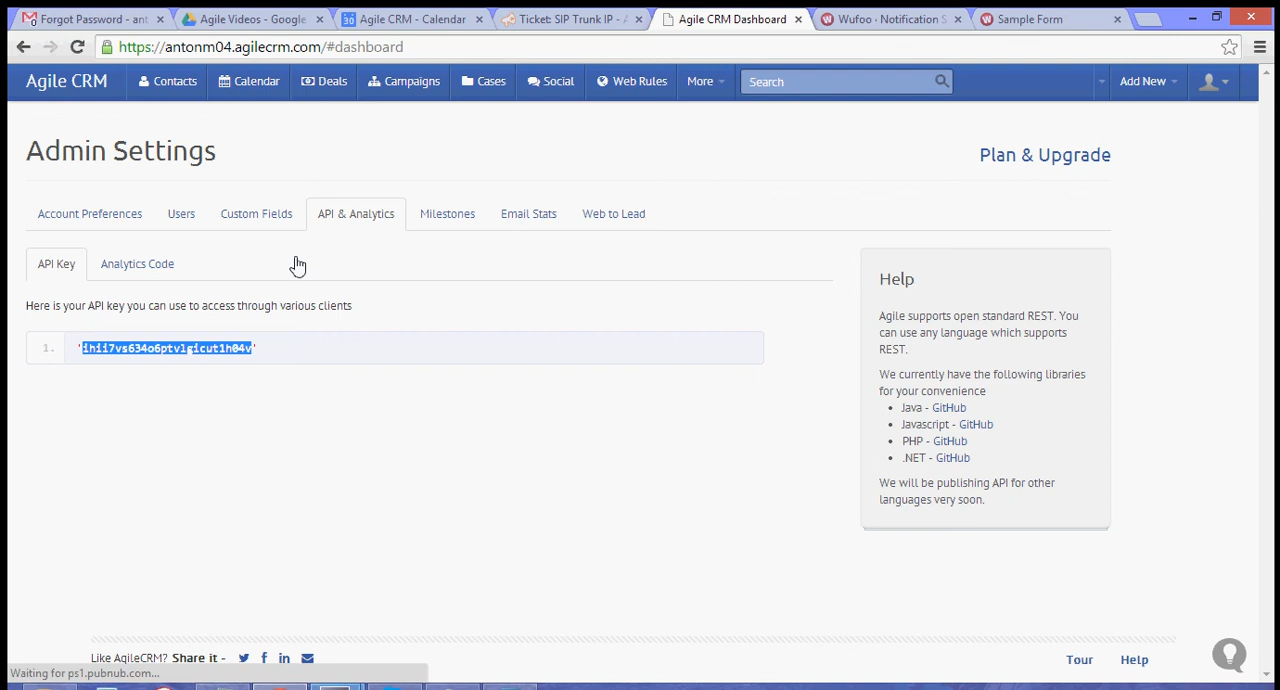 Forgot Password - ant
Agile Videos - Google
30 Agile CRM - Calendar
Ticket: SIP Trunk IP - A
Agile CRM Dashboard
Wufoo · Notification S
Sample Form
https://antonm04.agilecrm.com/#dashboard
Agile CRM
Contacts
Calendar
Deals
Campaigns
Cases
Social
Web Rules
More
Search
Add New
Admin Settings
Plan & Upgrade
Account Preferences
Users
Custom Fields
API & Analytics
Milestones
Email Stats
Web to Lead
API Key
Analytics Code
Here is your API key you can use to access through various clients
1. 'ihii7vs634o6ptvlgicut1h04v'
Help
Agile supports open standard REST. You
can use any language which supports
REST.
We currently have the following libraries
for your convenience
• Java - GitHub
• Javascript - GitHub
• PHP - GitHub
• .NET - GitHub
We will be publishing API for other
languages very soon.
Like AgileCRM? Share it -
Tour
Help
Waiting for ps1.pubnub.com...